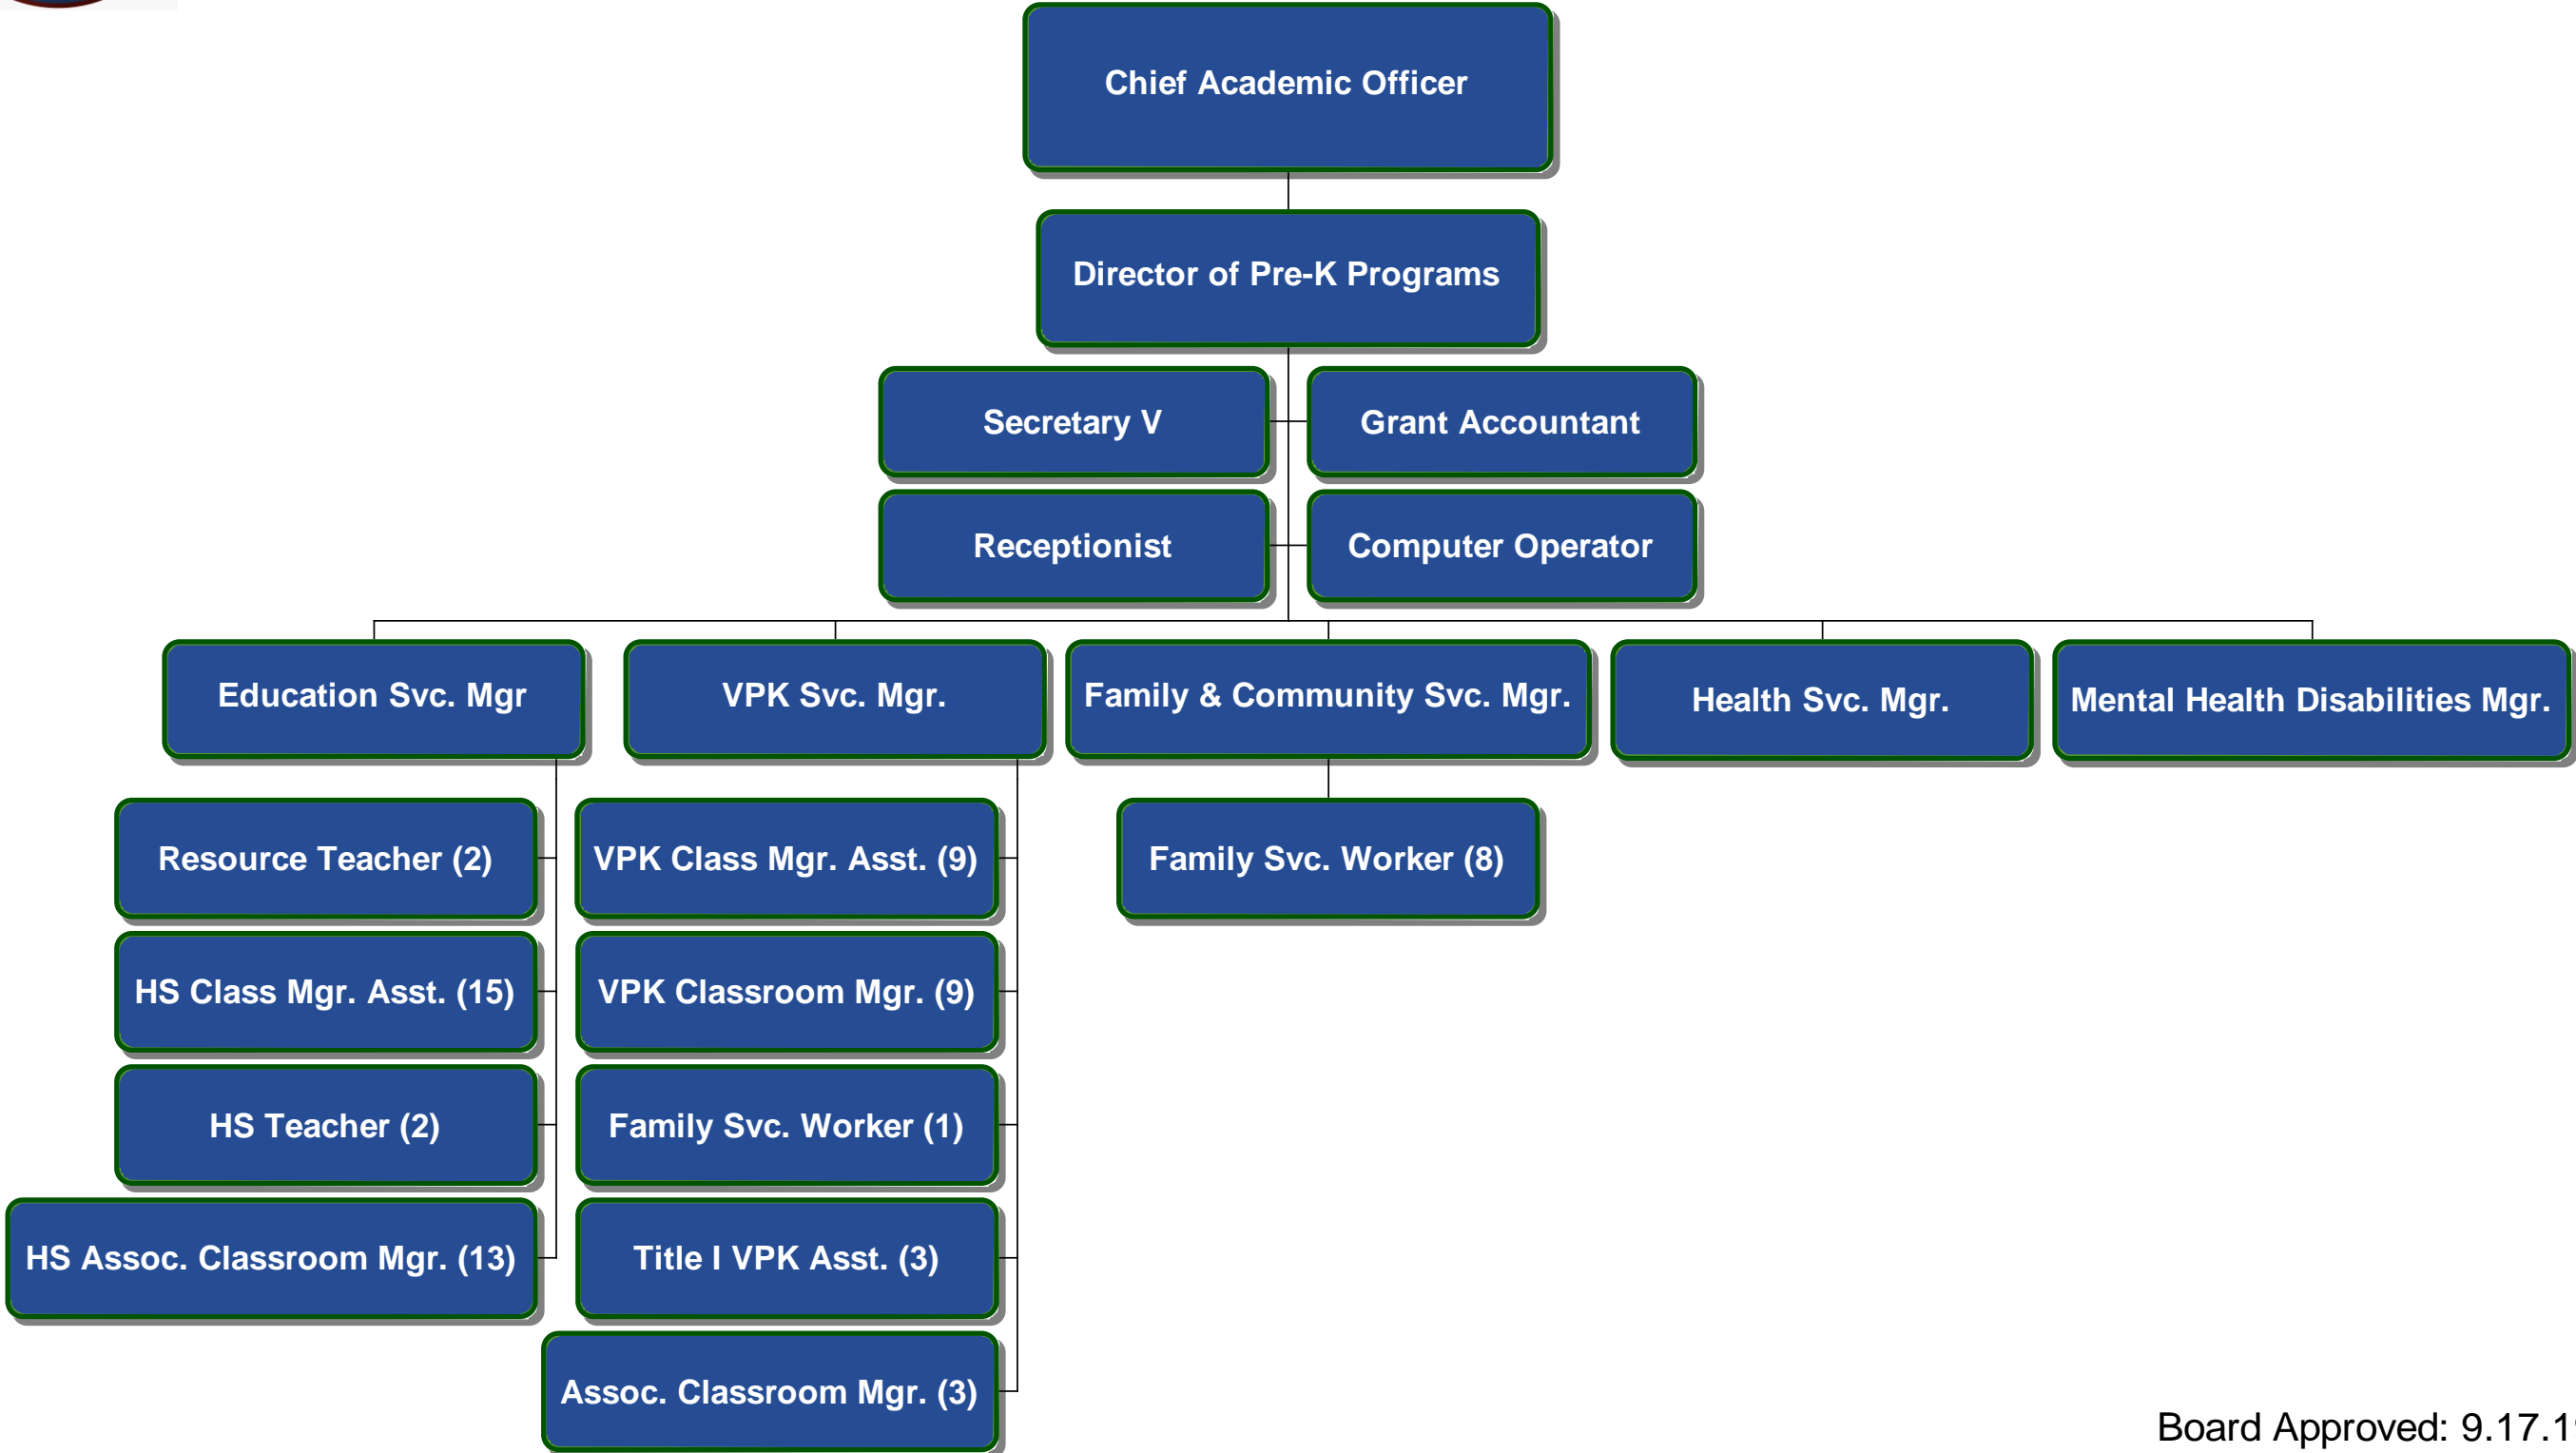 Chief Academic Officer
Director of Pre-K Programs
Secretary V
Grant Accountant
Receptionist
Computer Operator
Education Svc. Mgr
VPK Svc. Mgr.
Family & Community Svc. Mgr.
Health Svc. Mgr.
Mental Health Disabilities Mgr.
Resource Teacher (2)
VPK Class Mgr. Asst. (9)
Family Svc. Worker (8)
HS Class Mgr. Asst. (15)
VPK Classroom Mgr. (9)
HS Teacher (2)
Family Svc. Worker (1)
HS Assoc. Classroom Mgr. (13)
Title I VPK Asst. (3)
Assoc. Classroom Mgr. (3)
Board Approved: 9.17.19